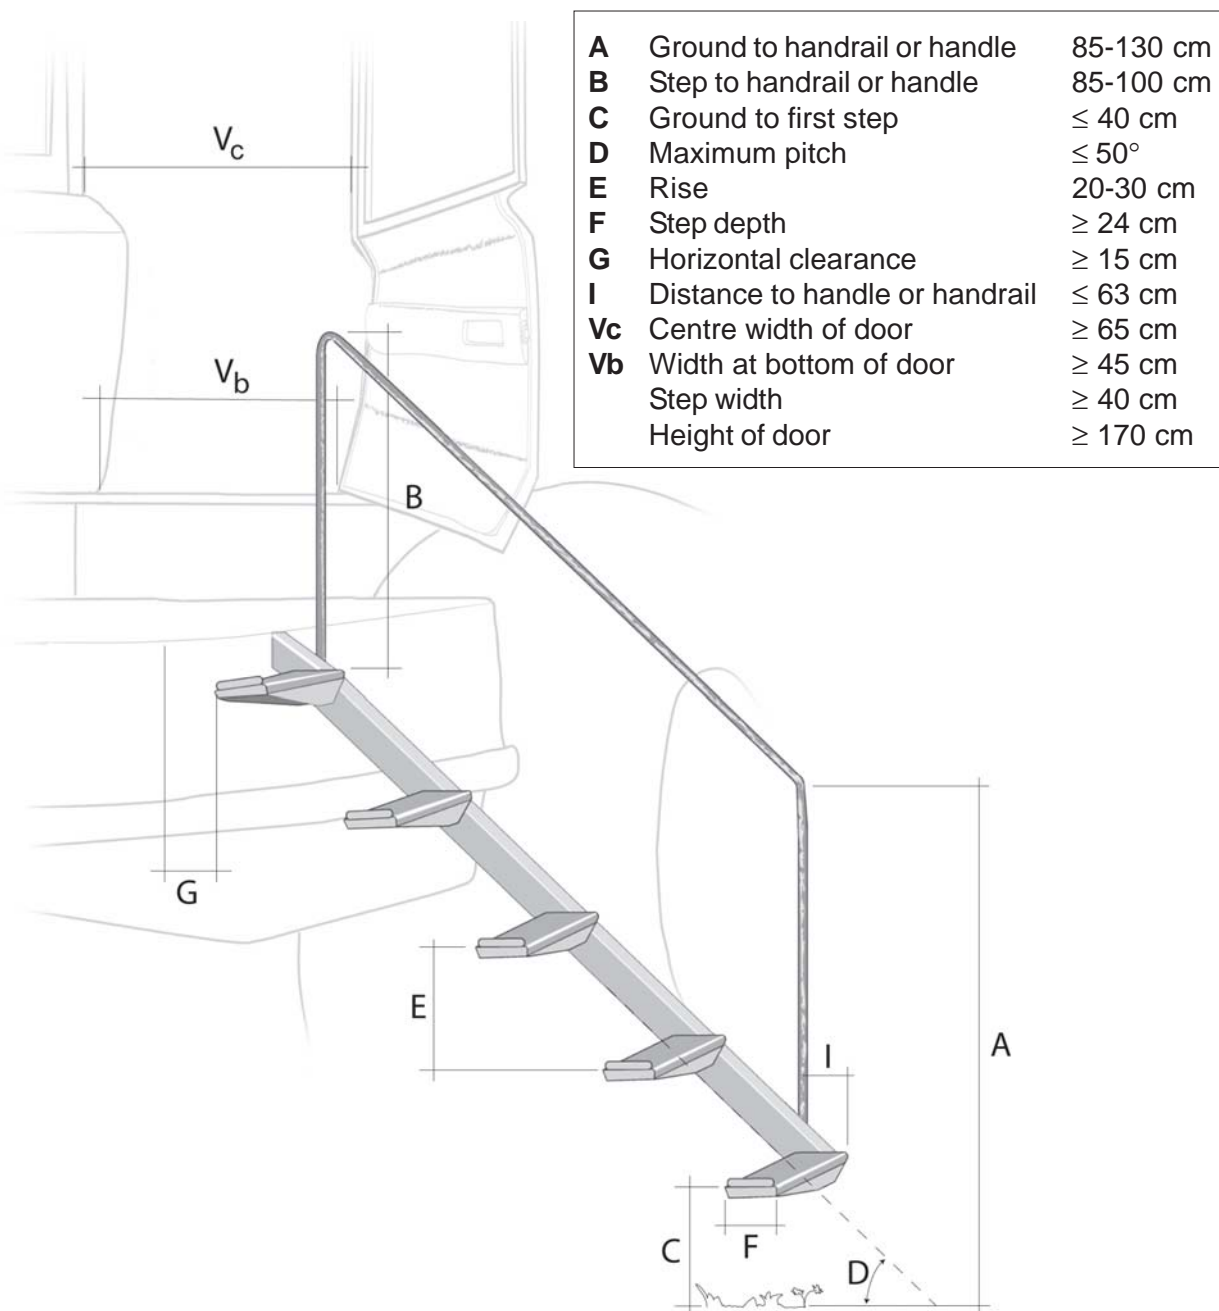 A Ground to handrail or handle 85-130 cm
B Step to handrail or handle 85-100 cm
C Ground to first step ≤ 40 cm
D Maximum pitch ≤ 50°
E Rise 20-30 cm
F Step depth ≥ 24 cm
G Horizontal clearance ≥ 15 cm
I Distance to handle or handrail ≤ 63 cm
Vc Centre width of door ≥ 65 cm
Vb Width at bottom of door ≥ 45 cm
Step width ≥ 40 cm
Height of door ≥ 170 cm
Vc
Vb
B
G
E
I
A
C
F
D